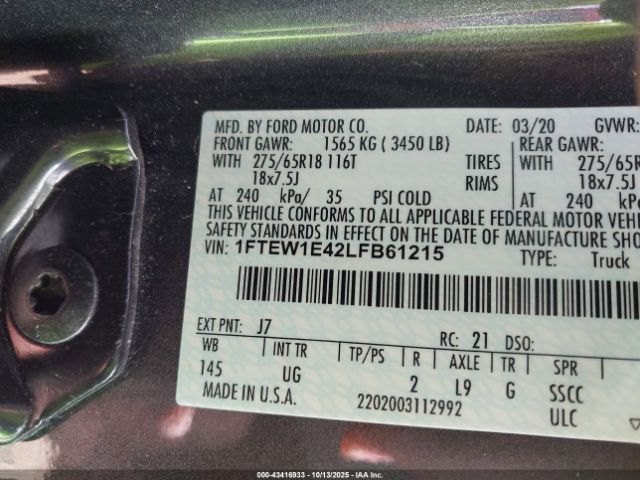 MFD. BY FORD MOTOR CO. DATE: 03/20 GVWR:
FRONT GAWR: 1565 KG ( 3450 LB) REAR GAWR:
WITH 275/65R18 116T TIRES 275/65R
18x7.5J RIMS 18x7.5J
AT 240 kPa/ 35 PSI COLD AT 240 kPa
THIS VEHICLE CONFORMS TO ALL APPLICABLE FEDERAL MOTOR VEHI
SAFETY STANDARDS IN EFFECT ON THE DATE OF MANUFACTURE SHO
VIN: 1FTEW1E42LFB61215 TYPE: Truck
EXT PNT: J7 RC: 21 DSO:
WB INT TR TP/PS R AXLE TR SPR
145 UG 2 L9 G SSCC
MADE IN U.S.A. 2202003112992 ULC
000-43416933 - 10/13/2025 - IAAI, Inc.